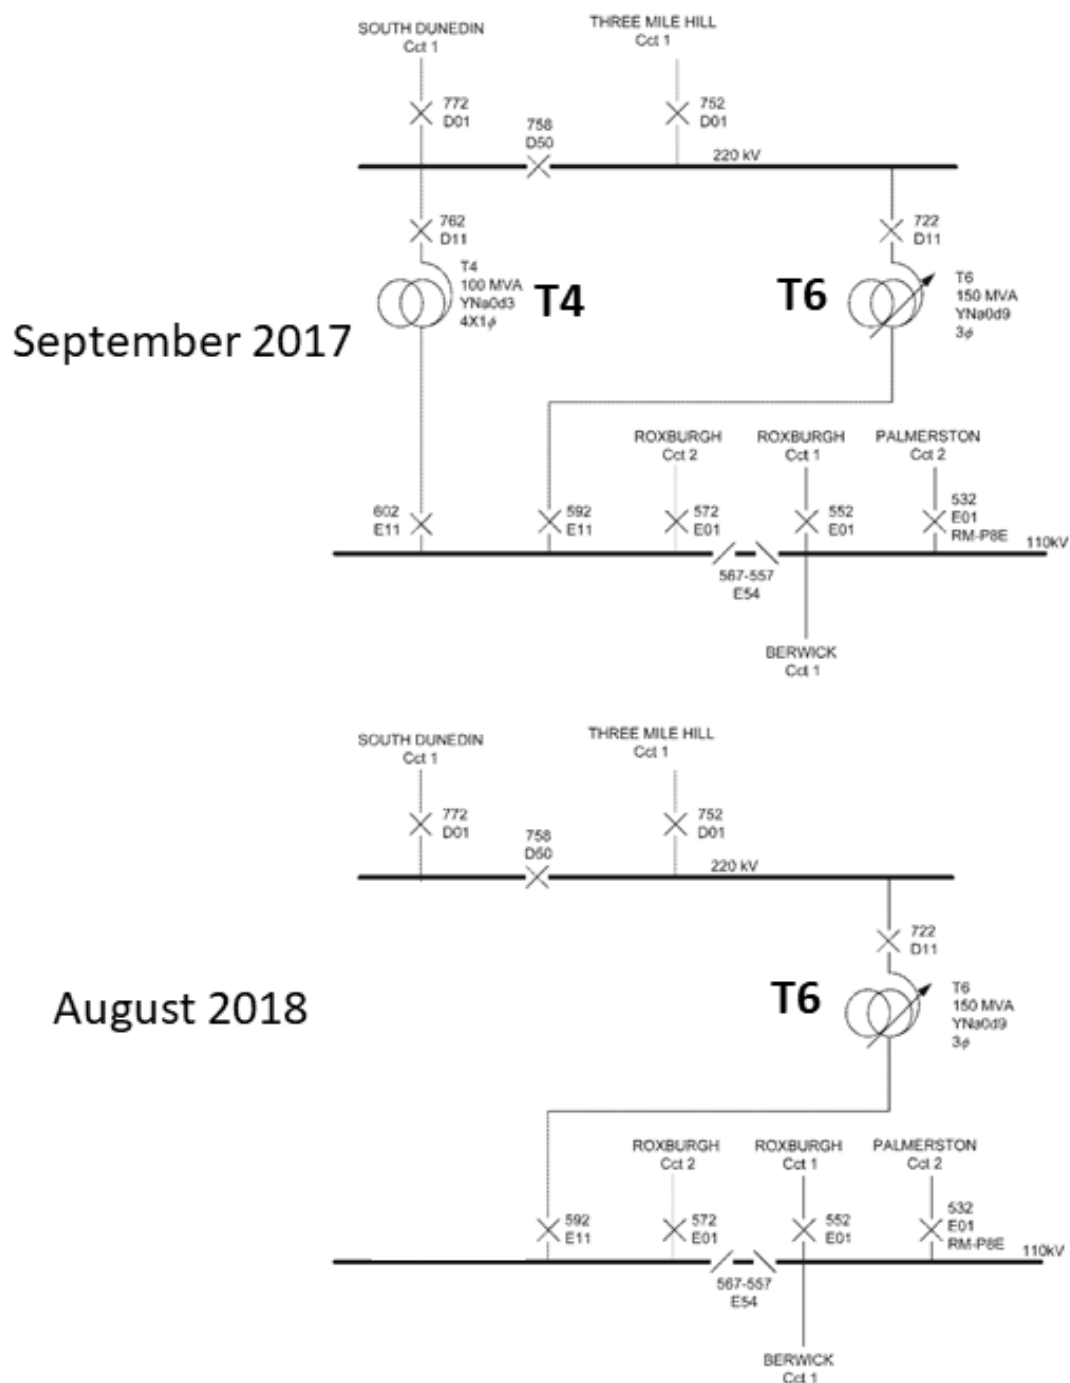 SOUTH DUNEDIN
Cct 1
THREE MILE HILL
Cct 1
772
D01
758
D50
752
D01
220 kV
762
D11
722
D11
T4
100 MVA
YNa0d3
4X1ϕ
T4
T6
T6
150 MVA
YNa0d9
3ϕ
September 2017
ROXBURGH
Cct 2
ROXBURGH
Cct 1
PALMERSTON
Cct 2
602
E11
592
E11
572
E01
552
E01
532
E01
RM-P8E
110kV
567-557
E54
BERWICK
Cct 1
SOUTH DUNEDIN
Cct 1
THREE MILE HILL
Cct 1
772
D01
758
D50
752
D01
220 kV
722
D11
T6
T6
150 MVA
YNa0d9
3ϕ
August 2018
ROXBURGH
Cct 2
ROXBURGH
Cct 1
PALMERSTON
Cct 2
592
E11
572
E01
552
E01
532
E01
RM-P8E
110kV
567-557
E54
BERWICK
Cct 1